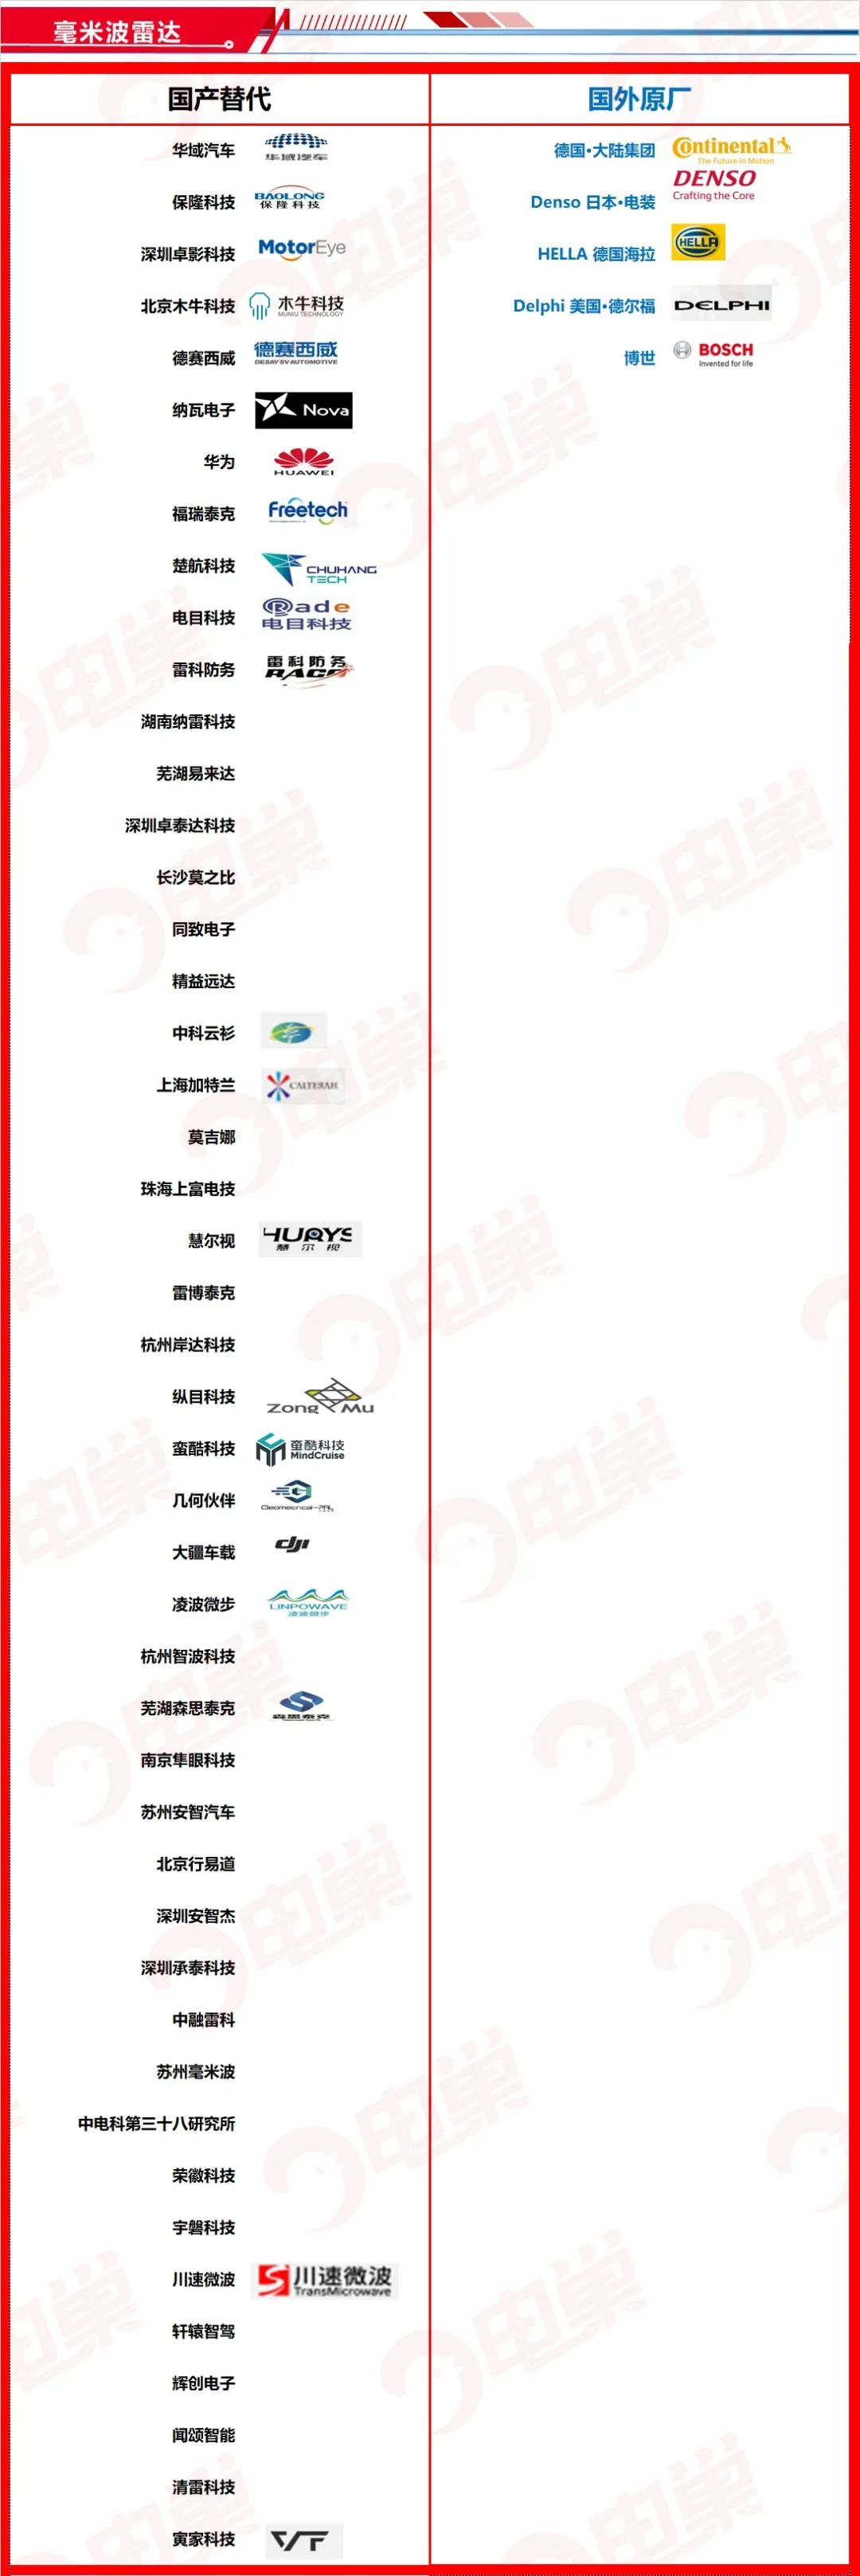 毫米波雷达
国产替代
国外原厂
华域汽车 华域汽车
德国·大陆集团 Continental
The Future in Motion
保隆科技 BAOLONG
保隆科技
Denso 日本·电装 DENSO
Crafting the Core
深圳卓影科技 MotorEye
HELLA 德国海拉 HELLA
北京木牛科技 木牛科技
MUNIU TECHNOLOGY
Delphi 美国·德尔福 DELPHI
德赛西威 德赛西威
DESAY SV AUTOMOTIVE
博世 BOSCH
Invented for life
纳瓦电子 Nova
华为 HUAWEI
福瑞泰克 Freetech
楚航科技 CHUHANG
TECH
电目科技 Rade
电目科技
雷科防务 雷科防务
RACO
湖南纳雷科技
芜湖易来达
深圳卓泰达科技
长沙莫之比
同致电子
精益远达
中科云杉
上海加特兰 CALTERAH
莫吉娜
珠海上富电技
慧尔视 HURYS
慧尔视
雷博泰克
杭州岸达科技
纵目科技 Zong Mu
蛮酷科技 蛮酷科技
MindCruise
几何伙伴 Geometrical-PAL
大疆车载 dji
凌波微步 LINPOWAVE
凌波微步
杭州智波科技
芜湖森思泰克 森思泰克
南京隼眼科技
苏州安智汽车
北京行易道
深圳安智杰
深圳承泰科技
中融雷科
苏州毫米波
中电科第三十八研究所
荣徽科技
宇磐科技
川速微波 川速微波
TransMicrowave
轩辕智驾
辉创电子
闻颂智能
清雷科技
寅家科技
电巢